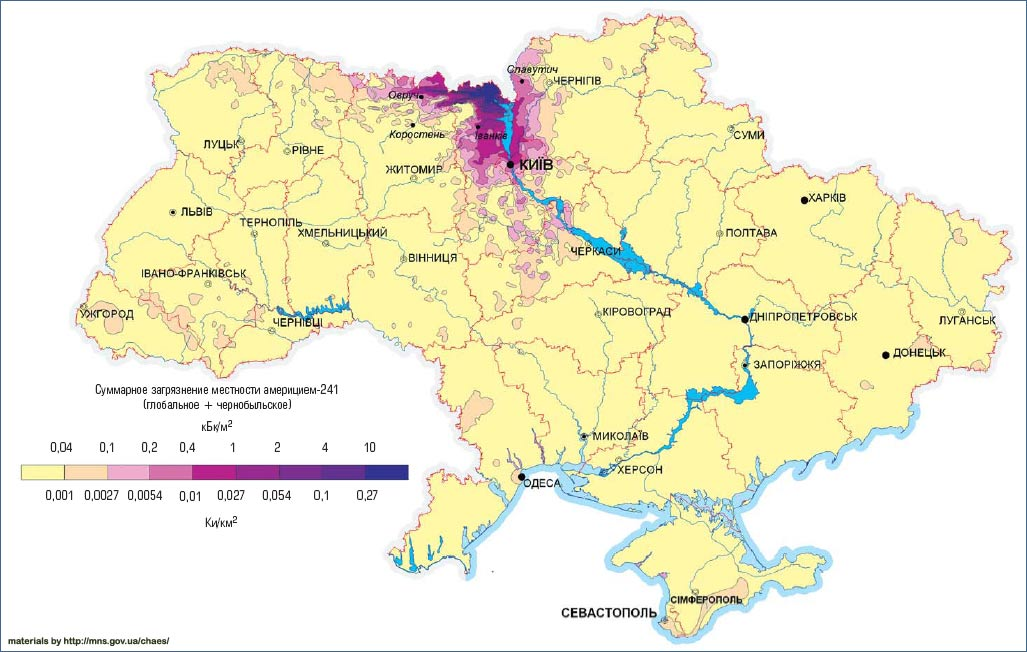 Славутич
ЧЕРНІГІВ
Овруч
Іванків
Коростень
СУМИ
ЛУЦЬК
РІВНЕ
КИЇВ
ЖИТОМИР
ХАРКІВ
ЛЬВІВ
ТЕРНОПІЛЬ
ХМЕЛЬНИЦЬКИЙ
ПОЛТАВА
ЧЕРКАСИ
ВІННИЦЯ
ІВАНО-ФРАНКІВСЬК
УЖГОРОД
ЧЕРНІВЦІ
КІРОВОГРАД
ДНІПРОПЕТРОВСЬК
ЛУГАНСЬК
ДОНЕЦЬК
ЗАПОРІЖЖЯ
Суммарное загрязнение местности америцием-241
(глобальное + чернобыльское)
кБк/м²
0,04 0,1 0,2 0,4 1 2 4 10
0,001 0,0027 0,0054 0,01 0,027 0,054 0,1 0,27
Ки/км²
МИКОЛАЇВ
ХЕРСОН
ОДЕСА
СІМФЕРОПОЛЬ
СЕВАСТОПОЛЬ
materials by http://mns.gov.ua/chaes/